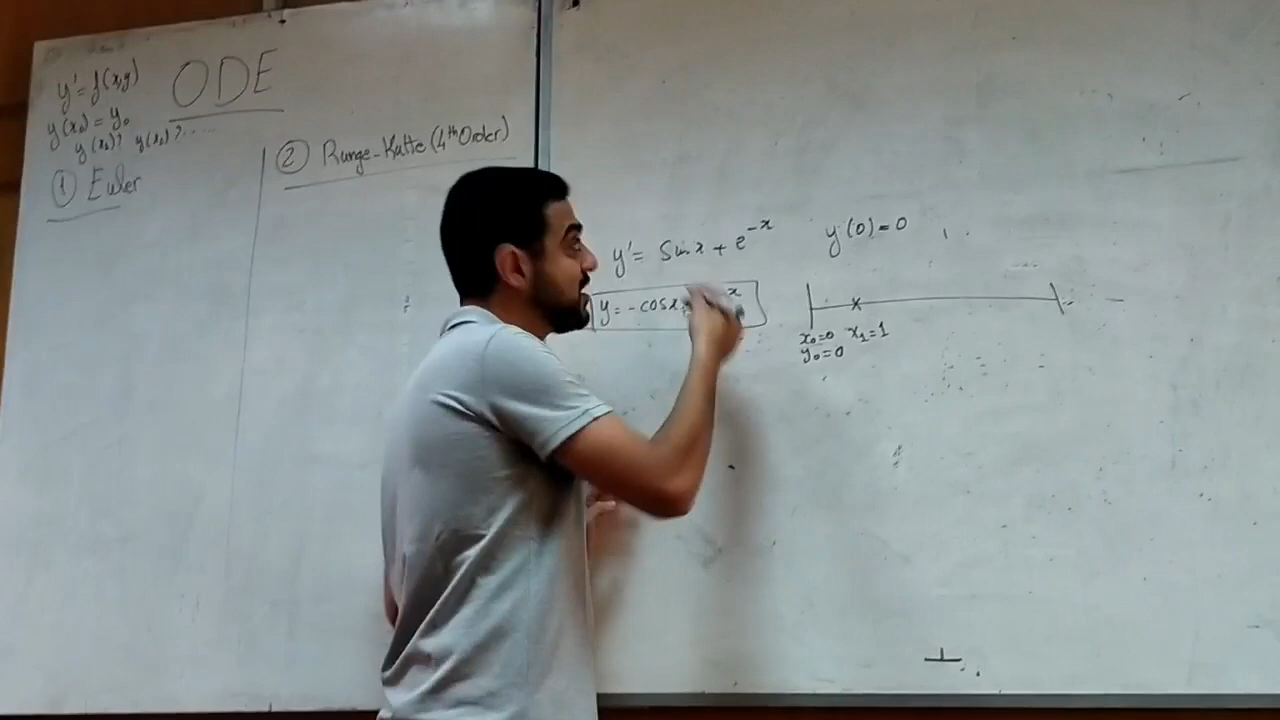 y' = f(x,y)
ODE
y(x₀) = y₀
y(x₁)? y(x₂)? .....
① Euler
② Runge-Kutte (4th Order)
y' = Sin x + e^-x
y(0) = 0
y = - cos x
x
x₀=0 x₁=1
y₀=0